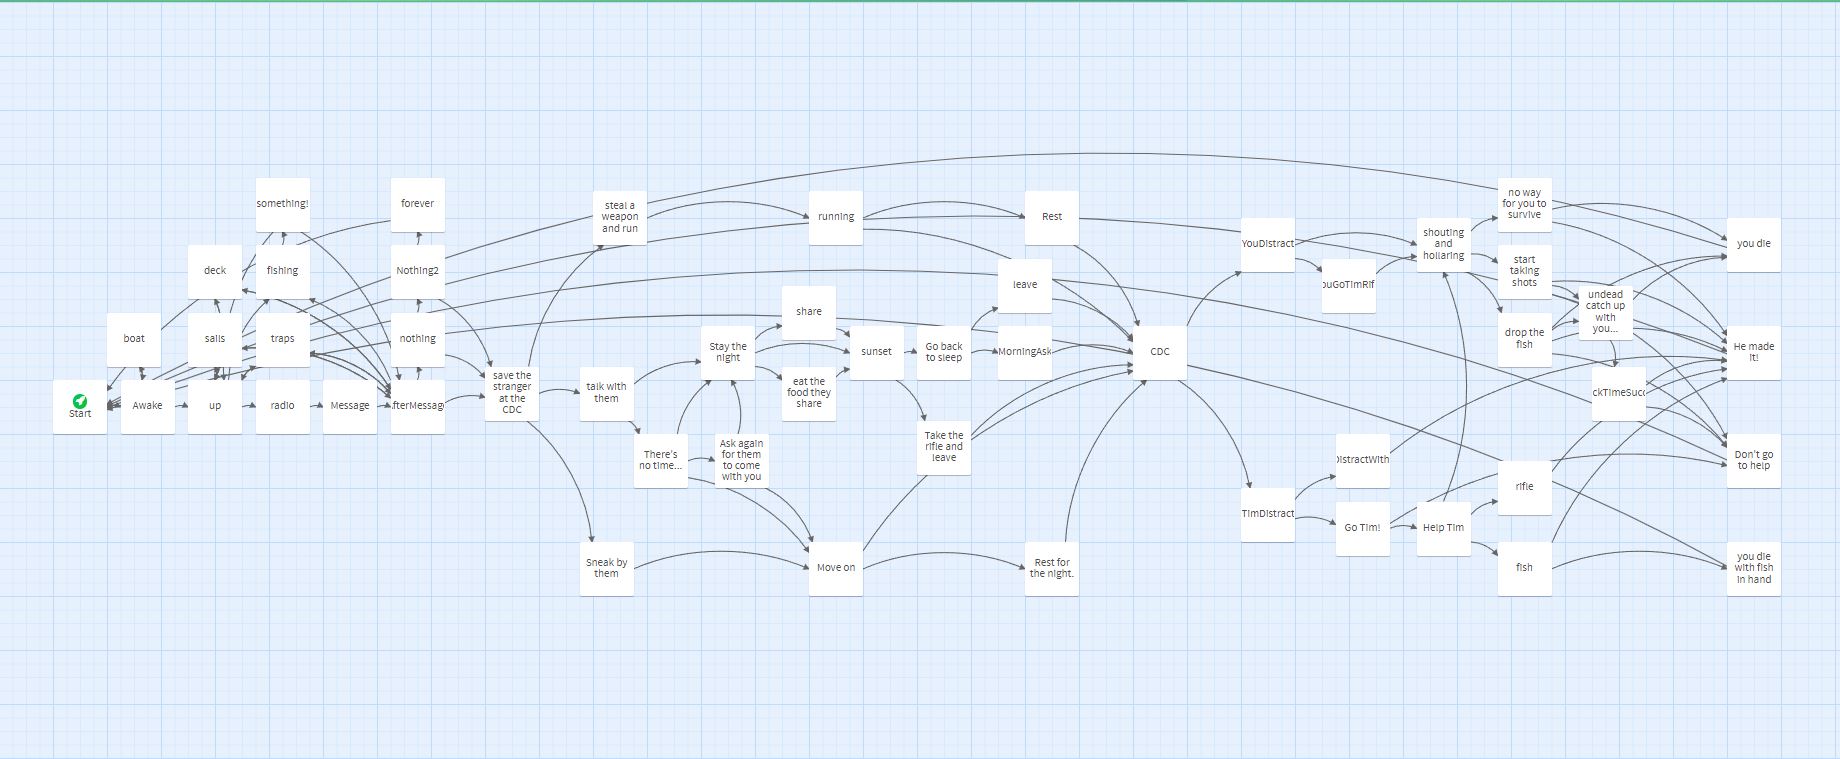 something!
forever
steal a
weapon
and run
running
Rest
no way
for you to
survive
deck
fishing
Nothing2
YouDistract
shouting
and
hollaring
you die
start
taking
shots
leave
ouGoTimRif
share
undead
catch up
with
you...
boat
sails
traps
nothing
Stay the
night
sunset
Go back
to sleep
MorningAsk
CDC
drop the
fish
He made
it!
Start
Awake
up
radio
Message
fterMessag
save the
stranger
at the
CDC
talk with
them
eat the
food they
share
ckTimeSucc
There's
no time...
Ask again
for them
to come
with you
Take the
rifle and
leave
DistractWith
Don't go
to help
rifle
TimDistract
Go Tim!
Help Tim
Sneak by
them
Move on
Rest for
the night.
fish
you die
with fish
in hand